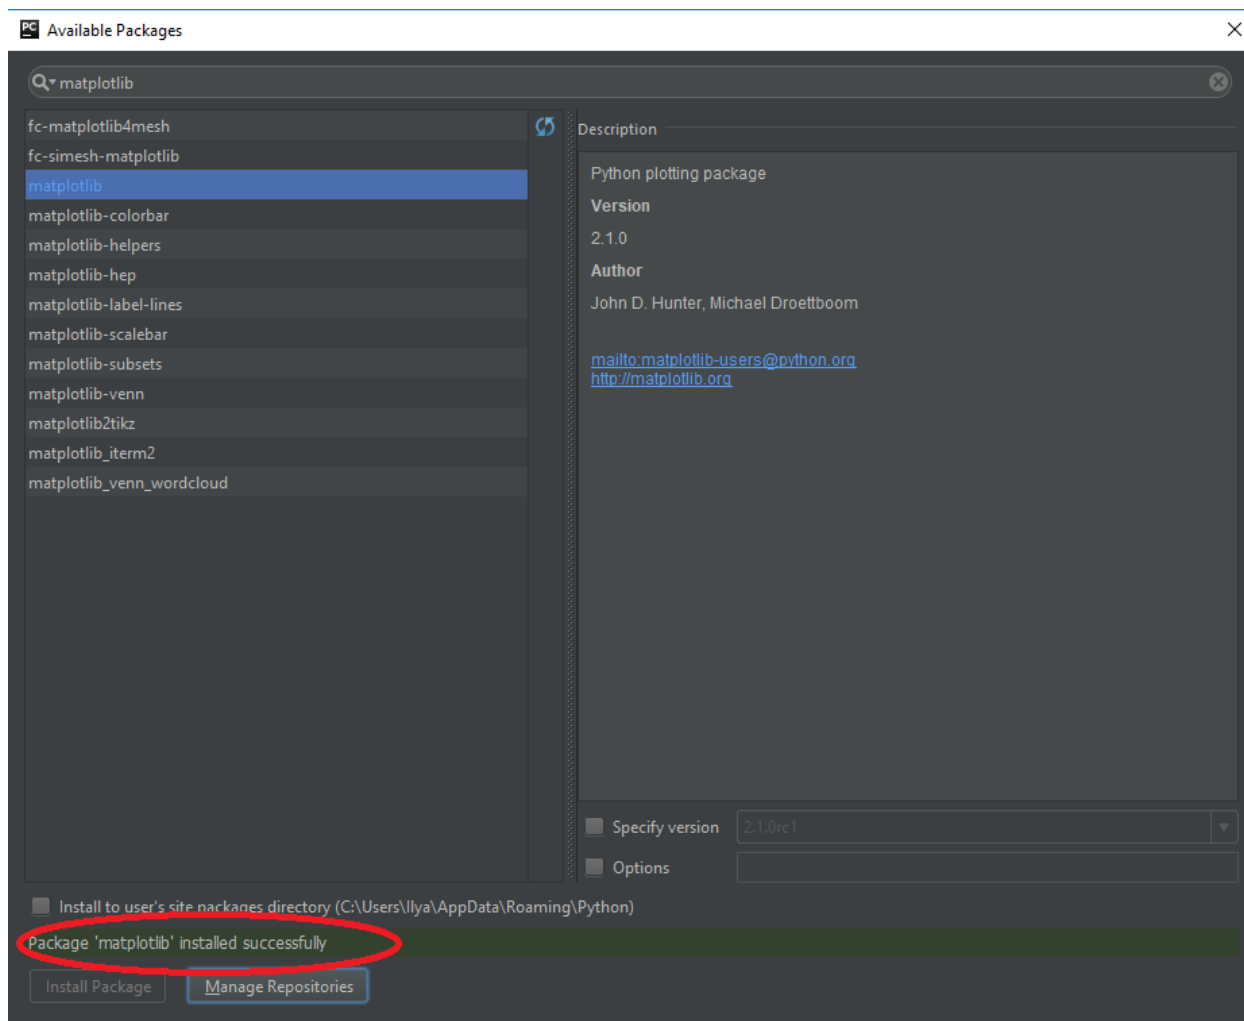 PC Available Packages
matplotlib
fc-matplotlib4mesh
fc-simesh-matplotlib
matplotlib
matplotlib-colorbar
matplotlib-helpers
matplotlib-hep
matplotlib-label-lines
matplotlib-scalebar
matplotlib-subsets
matplotlib-venn
matplotlib2tikz
matplotlib_iterm2
matplotlib_venn_wordcloud
Description
Python plotting package
Version
2.1.0
Author
John D. Hunter, Michael Droettboom
mailto:matplotlib-users@python.org
http://matplotlib.org
Specify version 2.1.0rc1
Options
Install to user's site packages directory (C:\Users\Ilya\AppData\Roaming\Python)
Package 'matplotlib' installed successfully
Install Package Manage Repositories